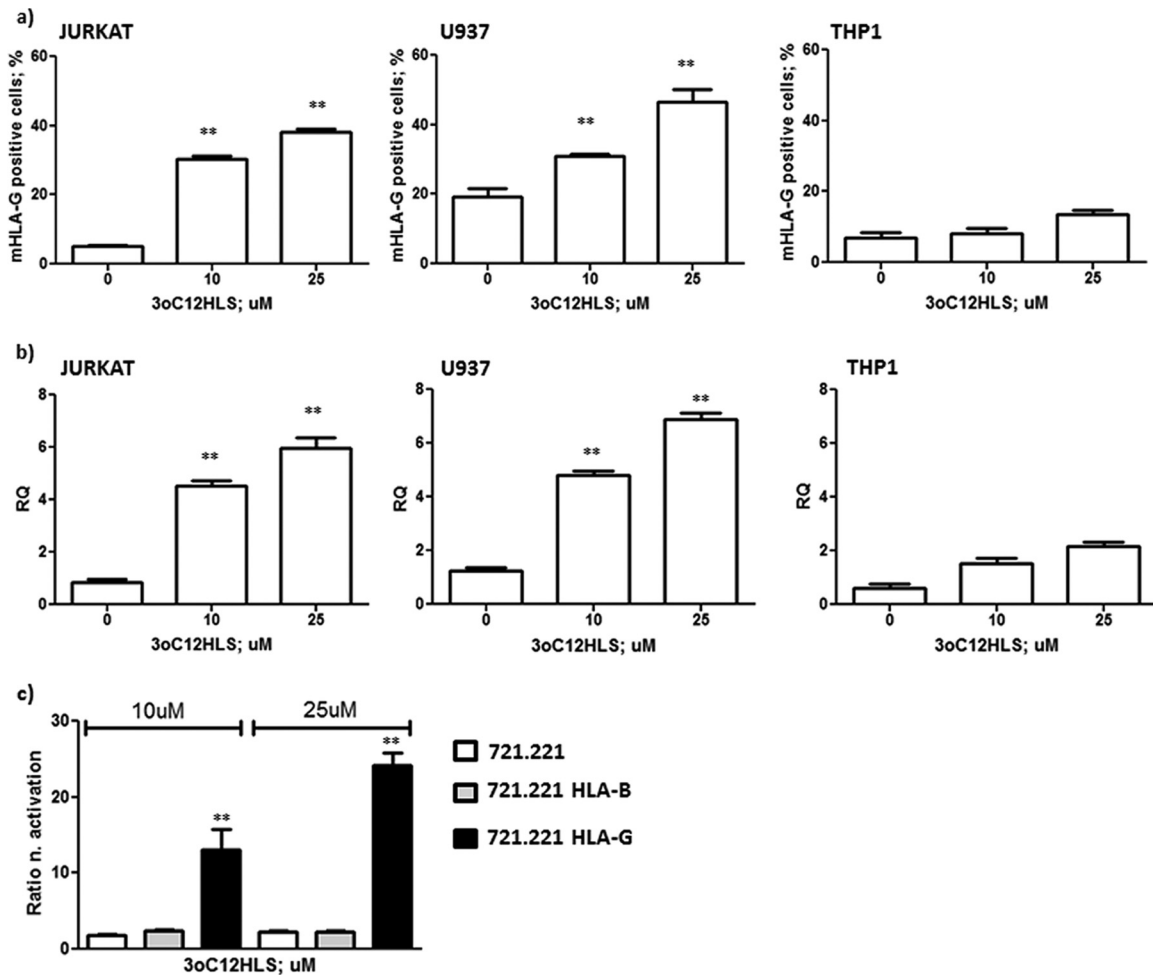 a)
JURKAT
U937
THP1
mHLA-G positive cells; %
60
40
20
0
**
**
0
10
25
3oC12HLS; uM
mHLA-G positive cells; %
60
40
20
0
**
**
0
10
25
3oC12HLS; uM
mHLA-G positive cells; %
60
40
20
0
0
10
25
3oC12HLS; uM
b)
JURKAT
U937
THP1
RQ
8
6
4
2
0
**
**
0
10
25
3oC12HLS; uM
RQ
8
6
4
2
0
**
**
0
10
25
3oC12HLS; uM
RQ
8
6
4
2
0
0
10
25
3oC12HLS; uM
c)
10uM
25uM
Ratio n. activation
30
20
10
0
**
**
3oC12HLS; uM
721.221
721.221 HLA-B
721.221 HLA-G